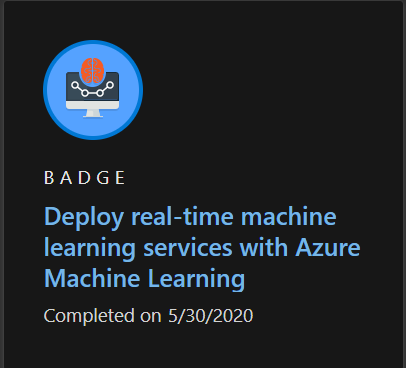 BADGE
Deploy real-time machine
learning services with Azure
Machine Learning
Completed on 5/30/2020